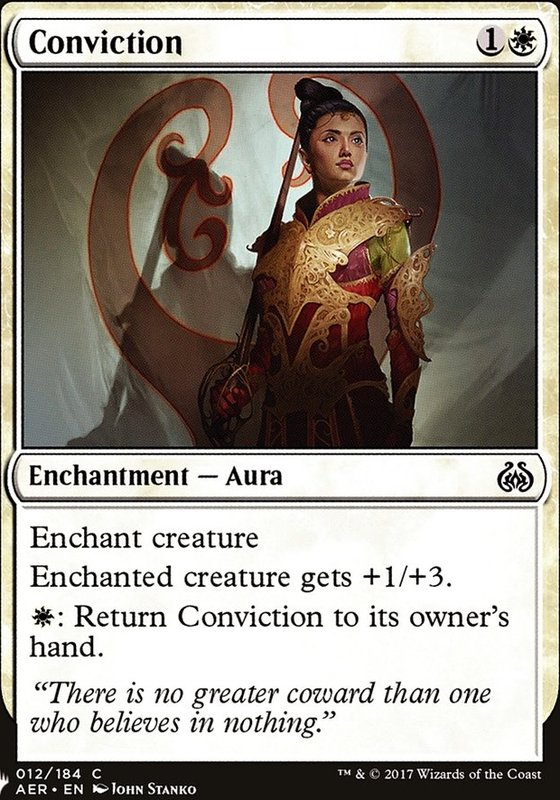 Conviction 1
Enchantment — Aura
Enchant creature
Enchanted creature gets +1/+3.
: Return Conviction to its owner's
hand.
“There is no greater coward than one
who believes in nothing.”
012/184 C
AER • EN John Stanko
™ & © 2017 Wizards of the Coast